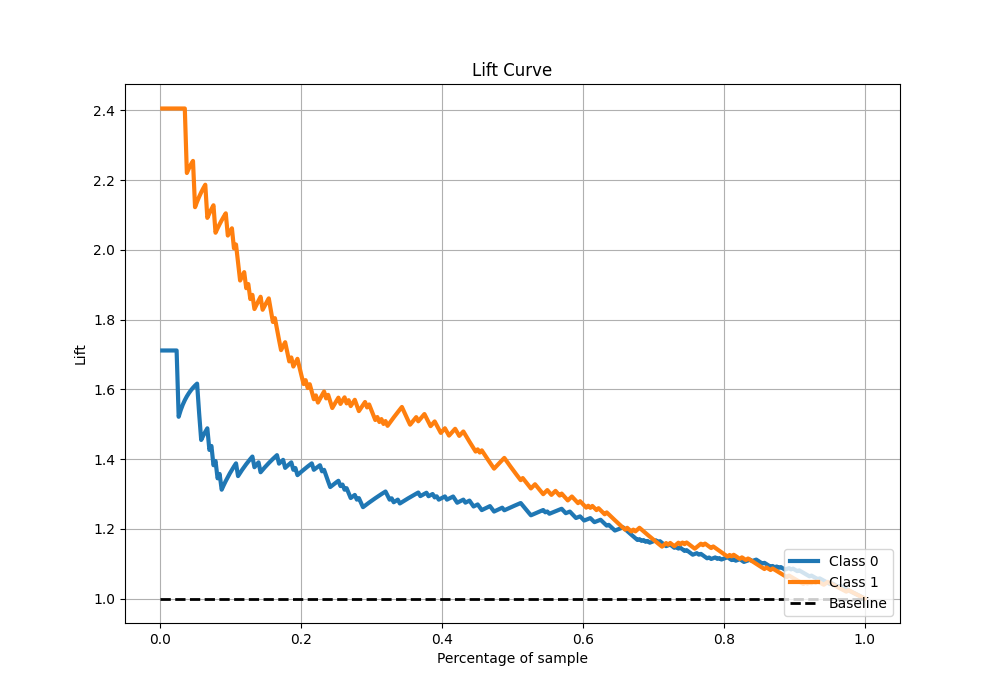 Lift Curve
Lift
2.4
2.2
2.0
1.8
1.6
1.4
1.2
1.0
0.0 0.2 0.4 0.6 0.8 1.0
Percentage of sample
Class 0
Class 1
Baseline